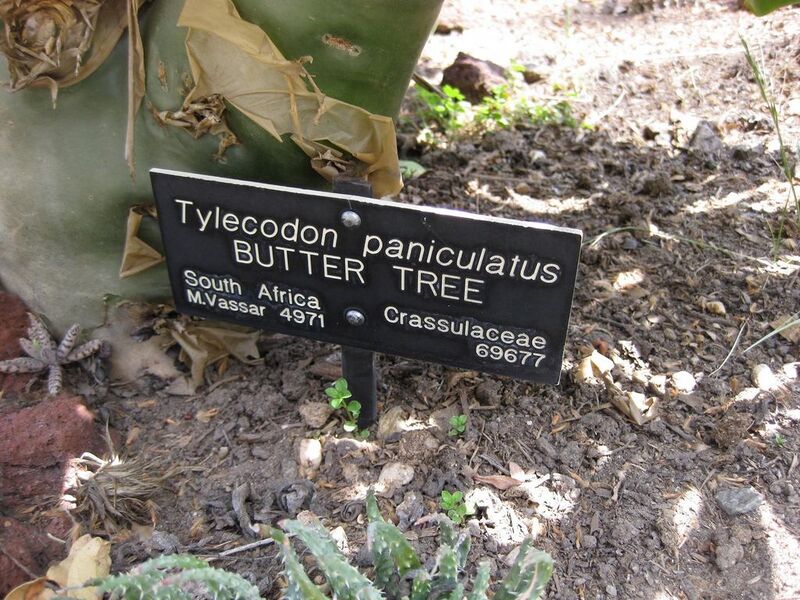 Tylecodon paniculatus
BUTTER TREE
South Africa
M.Vassar 4971
Crassulaceae
69677